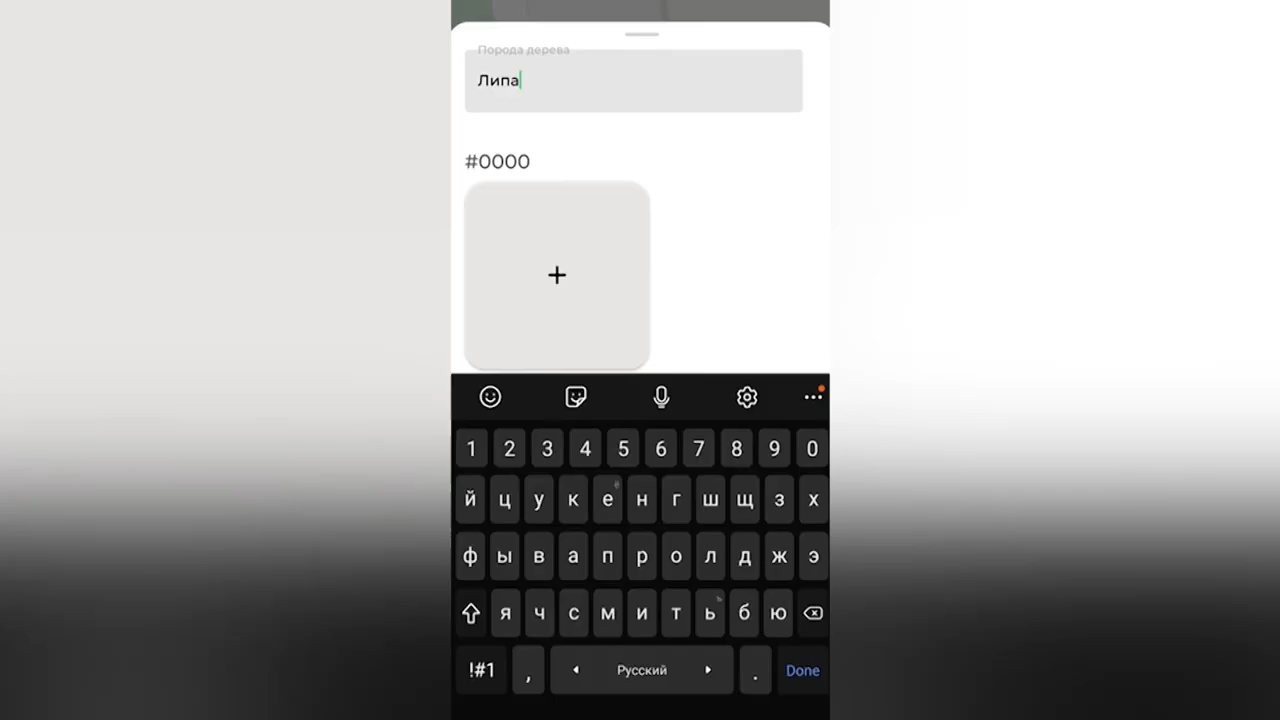 Порода дерева
Липа
#0000
+
1 2 3 4 5 6 7 8 9 0
й ц у к е ё н г ш щ з х
ф ы в а п р о л д ж э
я ч с м и т ь ъ б ю
!#1 , Русский . Done